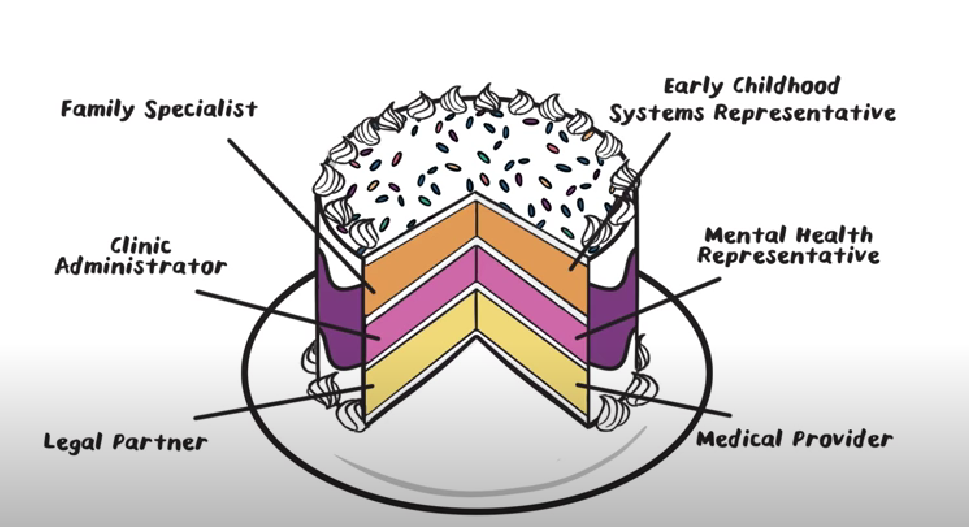 Family Specialist
Early Childhood
Systems Representative
Clinic
Administrator
Mental Health
Representative
Legal Partner
Medical Provider